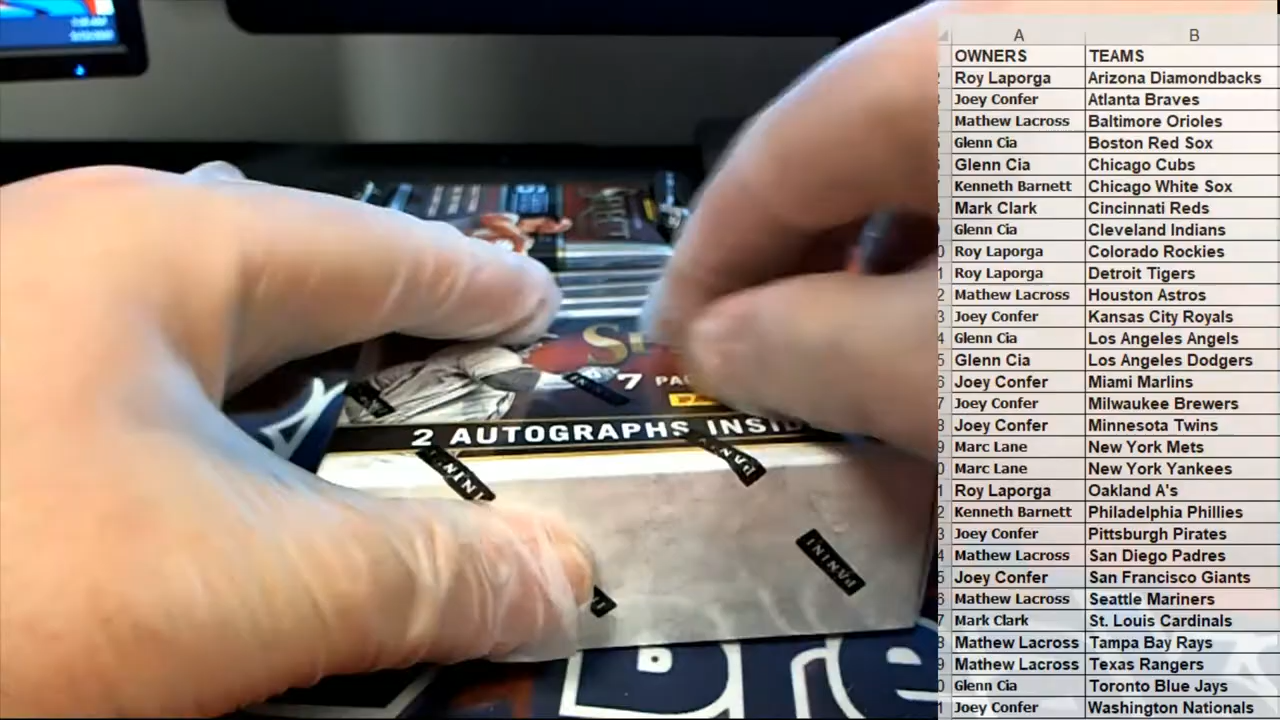 A B
OWNERS TEAMS
Roy Laporga Arizona Diamondbacks
Joey Confer Atlanta Braves
Mathew Lacross Baltimore Orioles
Glenn Cia Boston Red Sox
Glenn Cia Chicago Cubs
Kenneth Barnett Chicago White Sox
Mark Clark Cincinnati Reds
Glenn Cia Cleveland Indians
Roy Laporga Colorado Rockies
Roy Laporga Detroit Tigers
Mathew Lacross Houston Astros
Joey Confer Kansas City Royals
Glenn Cia Los Angeles Angels
Glenn Cia Los Angeles Dodgers
Joey Confer Miami Marlins
Joey Confer Milwaukee Brewers
Joey Confer Minnesota Twins
Marc Lane New York Mets
Marc Lane New York Yankees
Roy Laporga Oakland A's
Kenneth Barnett Philadelphia Phillies
Joey Confer Pittsburgh Pirates
Mathew Lacross San Diego Padres
Joey Confer San Francisco Giants
Mathew Lacross Seattle Mariners
Mark Clark St. Louis Cardinals
Mathew Lacross Tampa Bay Rays
Mathew Lacross Texas Rangers
Glenn Cia Toronto Blue Jays
Joey Confer Washington Nationals
7
2 AUTOGRAPHS
PANINI